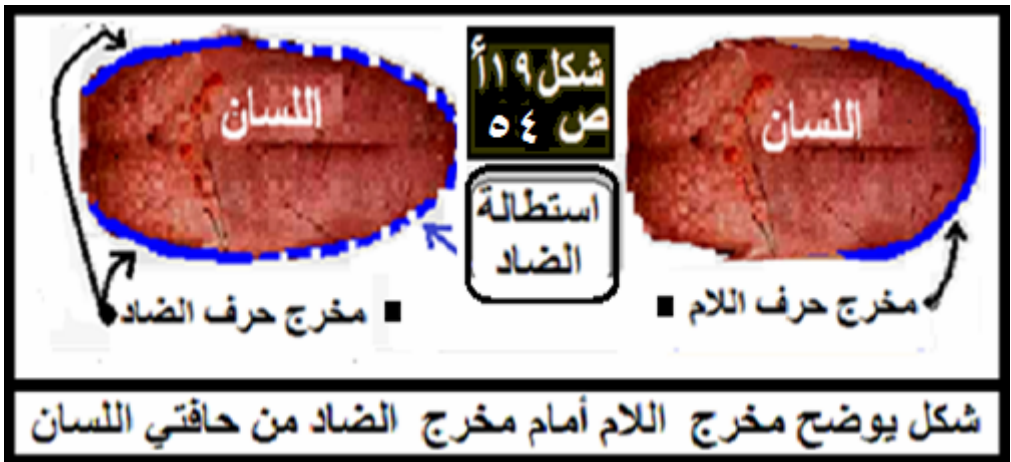 اللسان
شكل ١٩أ
ص ٥٤
اللسان
استطالة
الضاد
▪ مخرج حرف اللام
▪ مخرج حرف الضاد
شكل يوضح مخرج اللام أمام مخرج الضاد من حافتي اللسان